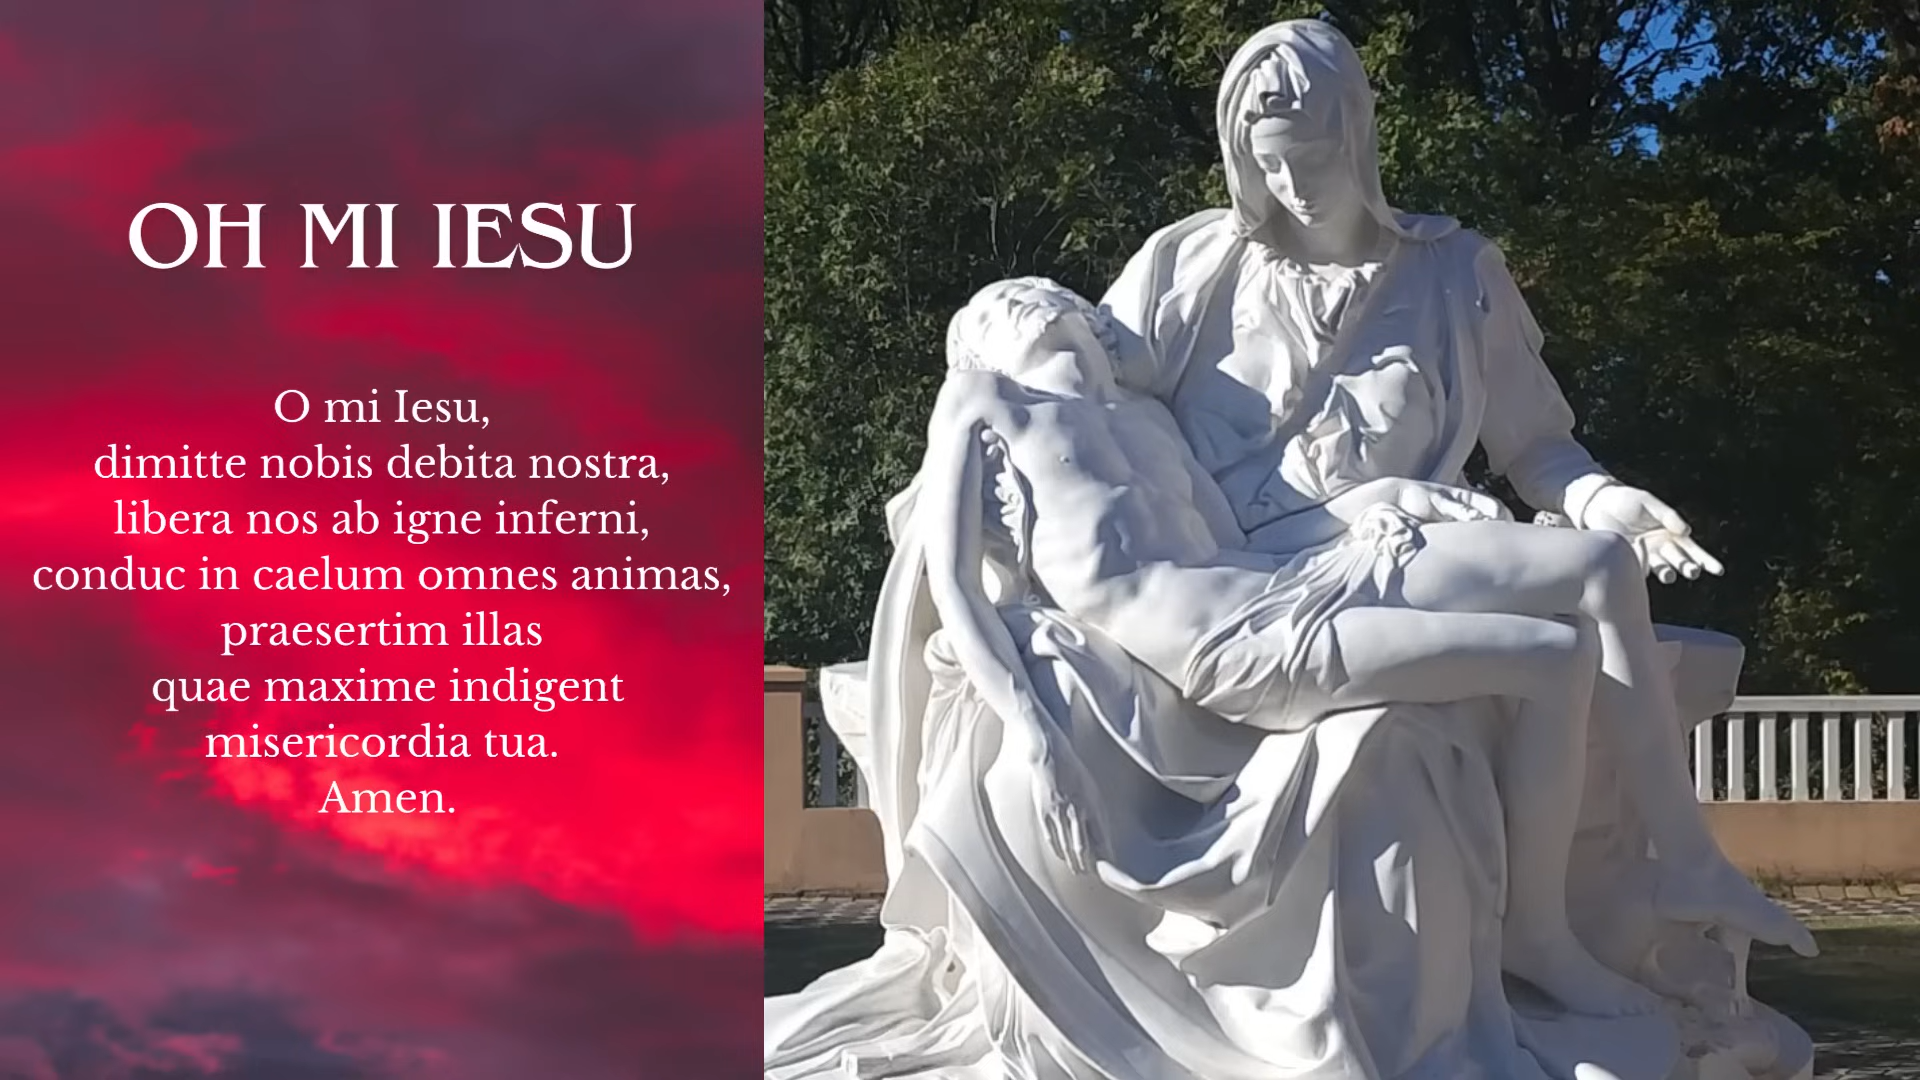 OH MI IESU
O mi Iesu,
dimitte nobis debita nostra,
libera nos ab igne inferni,
conduc in caelum omnes animas,
praesertim illas
quae maxime indigent
misericordia tua.
Amen.